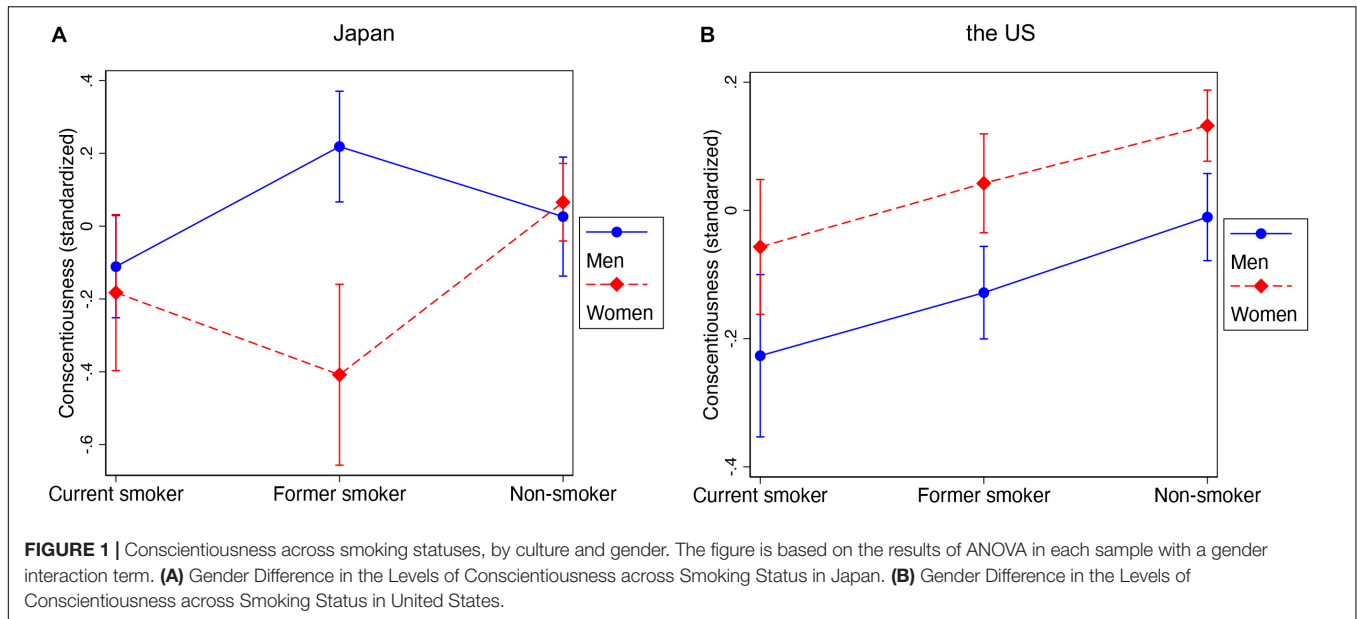 A
Japan
Conscientiousness (standardized)
.4
.2
0
-.2
-.4
-.6
Current smoker
Former smoker
Non-smoker
Men
Women
B
the US
Conscientiousness (standardized)
.2
0
-.2
-.4
Current smoker
Former smoker
Non-smoker
Men
Women
FIGURE 1 | Conscientiousness across smoking statuses, by culture and gender. The figure is based on the results of ANOVA in each sample with a gender
interaction term. (A) Gender Difference in the Levels of Conscientiousness across Smoking Status in Japan. (B) Gender Difference in the Levels of
Conscientiousness across Smoking Status in United States.